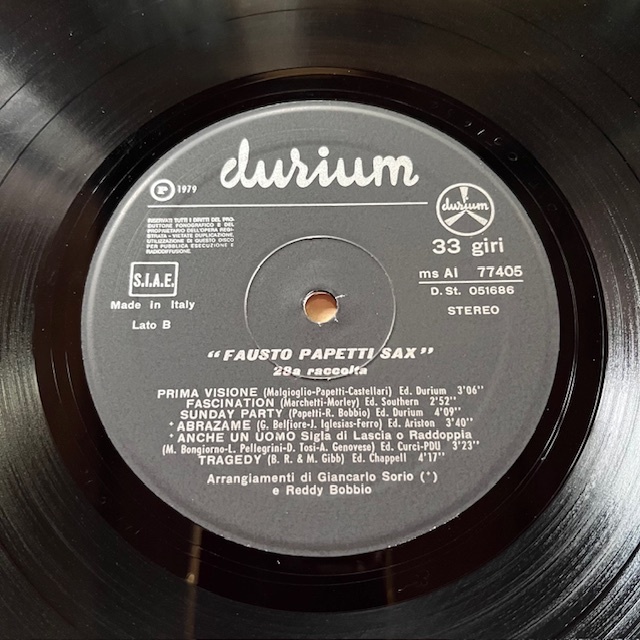 durium
P 1979
durium
RISERVATI TUTTI I DIRITTI DEL PRO-
DUTTORE FONOGRAFICO E DEL
PROPRIETARIO DELL'OPERA REGI-
STRATA - VIETATE DUPLICAZIONE,
UTILIZZAZIONE DI QUESTO DISCO
PER PUBBLICA ESECUZIONE E
RADIODIFFUSIONE.
33 giri
S.I.A.E.
ms AI 77405
D. St. 051686
Made in Italy
STEREO
Lato B
"FAUSTO PAPETTI SAX"
28a raccolta
PRIMA VISIONE (Malgioglio-Papetti-Castellari) Ed. Durium 3'06"
FASCINATION (Marchetti-Morley) Ed. Southern 2'52"
SUNDAY PARTY (Papetti-R. Bobbio) Ed. Durium 4'09"
* ABRAZAME (G. Belfiore-J. Iglesias-Ferro) Ed. Ariston 3'40"
* ANCHE UN UOMO Sigla di Lascia o Raddoppia
(M. Bongiorno-L. Pellegrini-D. Tosi-A. Genovese) Ed. Curci-PDU 3'23"
TRAGEDY (B. R. & M. Gibb) Ed. Chappell 4'17"
Arrangiamenti di Giancarlo Sorio (*)
e Reddy Bobbio